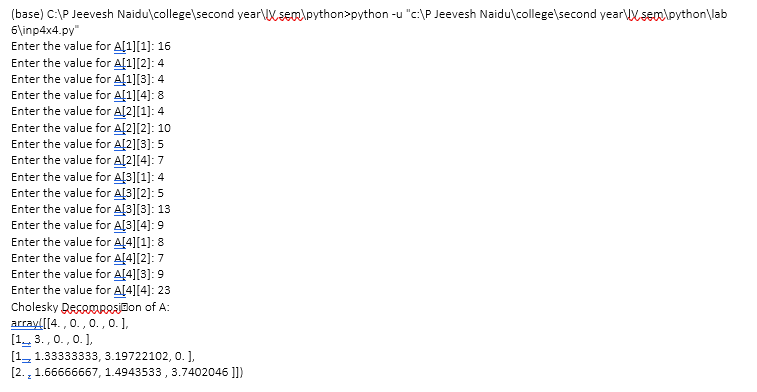 (base) C:\P Jeevesh Naidu\college\second year\IV sem\python>python -u "c:\P Jeevesh Naidu\college\second year\IV sem\python\lab
6\inp4x4.py"
Enter the value for A[1][1]: 16
Enter the value for A[1][2]: 4
Enter the value for A[1][3]: 4
Enter the value for A[1][4]: 8
Enter the value for A[2][1]: 4
Enter the value for A[2][2]: 10
Enter the value for A[2][3]: 5
Enter the value for A[2][4]: 7
Enter the value for A[3][1]: 4
Enter the value for A[3][2]: 5
Enter the value for A[3][3]: 13
Enter the value for A[3][4]: 9
Enter the value for A[4][1]: 8
Enter the value for A[4][2]: 7
Enter the value for A[4][3]: 9
Enter the value for A[4][4]: 23
Cholesky Decomposi▯on of A:
array([[4. , 0. , 0. , 0. ],
[1. , 3. , 0. , 0. ],
[1. , 1.33333333, 3.19722102, 0. ],
[2. , 1.66666667, 1.4943533 , 3.7402046 ]])